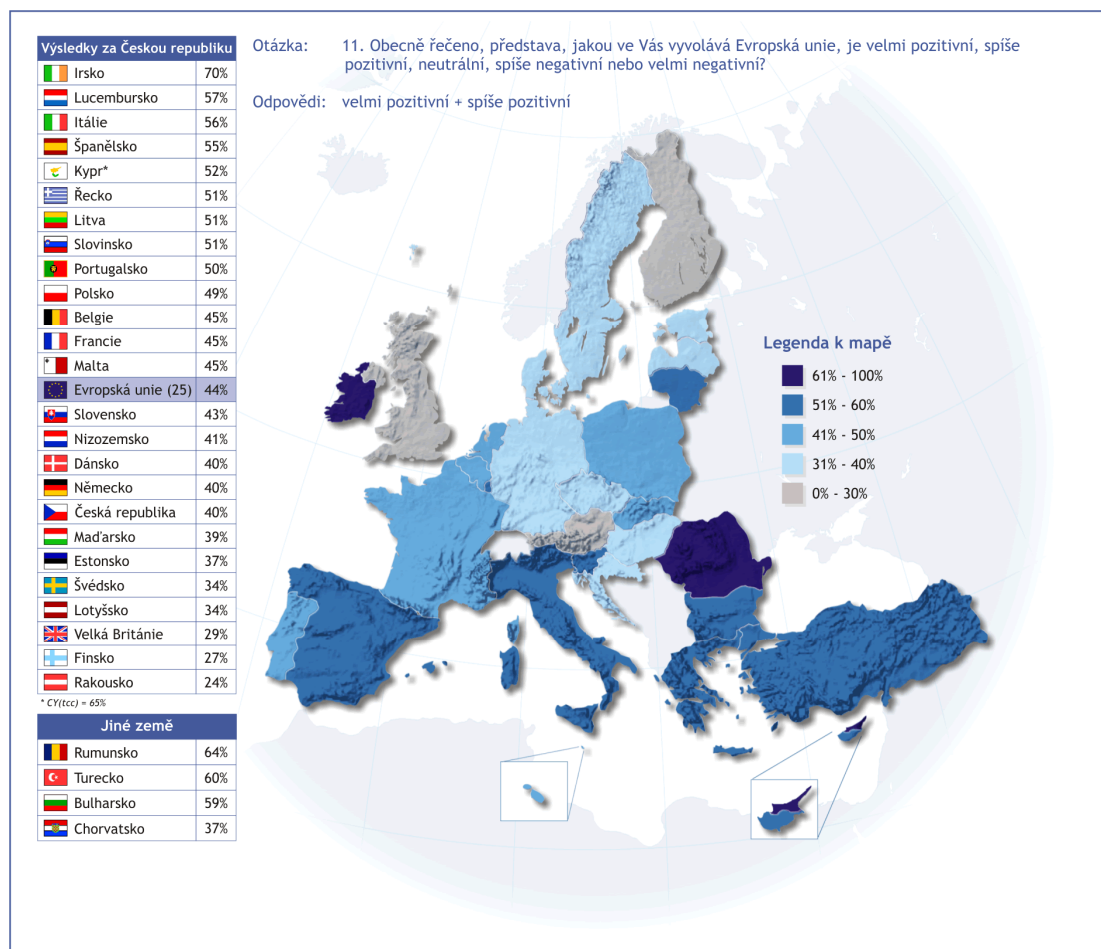 Výsledky za Českou republiku
Irsko 70%
Lucembursko 57%
Itálie 56%
Španělsko 55%
Kypr* 52%
Řecko 51%
Litva 51%
Slovinsko 51%
Portugalsko 50%
Polsko 49%
Belgie 45%
Francie 45%
Malta 45%
Evropská unie (25) 44%
Slovensko 43%
Nizozemsko 41%
Dánsko 40%
Německo 40%
Česká republika 40%
Maďarsko 39%
Estonsko 37%
Švédsko 34%
Lotyšsko 34%
Velká Británie 29%
Finsko 27%
Rakousko 24%
* CY(tcc) = 65%
Jiné země
Rumunsko 64%
Turecko 60%
Bulharsko 59%
Chorvatsko 37%
Otázka: 11. Obecně řečeno, představa, jakou ve Vás vyvolává Evropská unie, je velmi pozitivní, spíše
pozitivní, neutrální, spíše negativní nebo velmi negativní?
Odpovědi: velmi pozitivní + spíše pozitivní
Legenda k mapě
61% - 100%
51% - 60%
41% - 50%
31% - 40%
0% - 30%